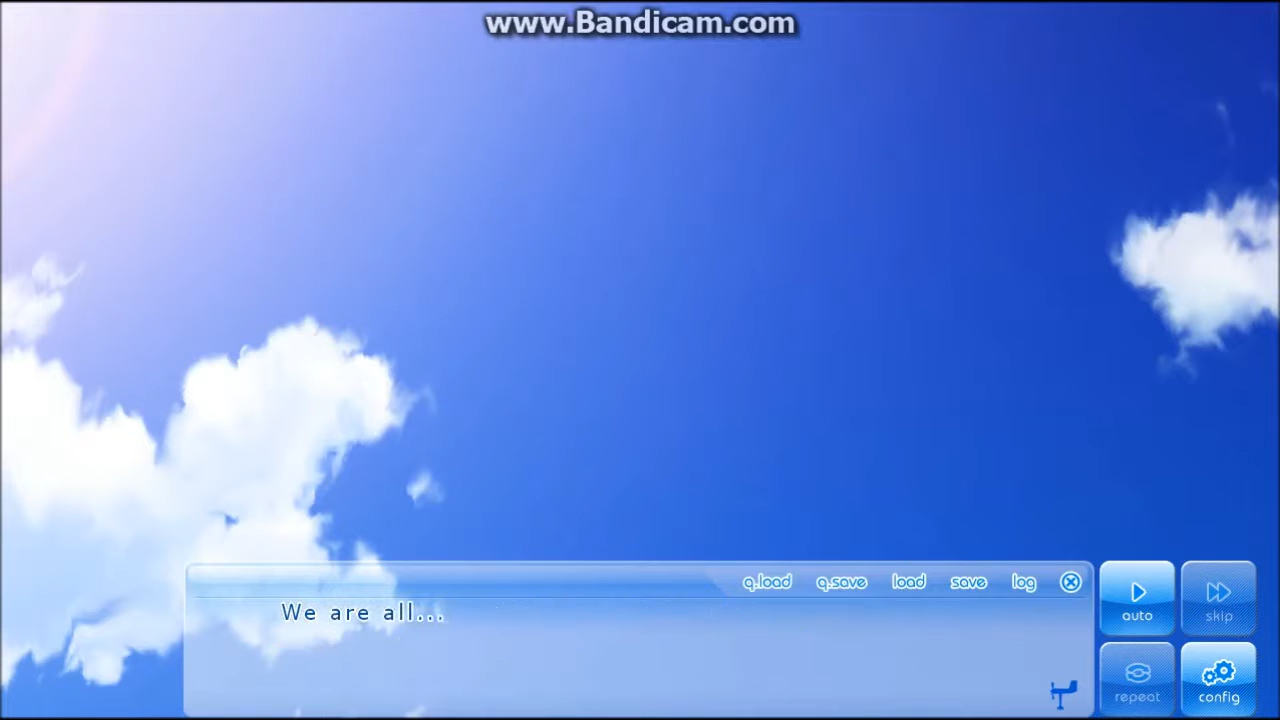 www.Bandicam.com
q.load q.save load save log
We are all...
auto skip
repeat config